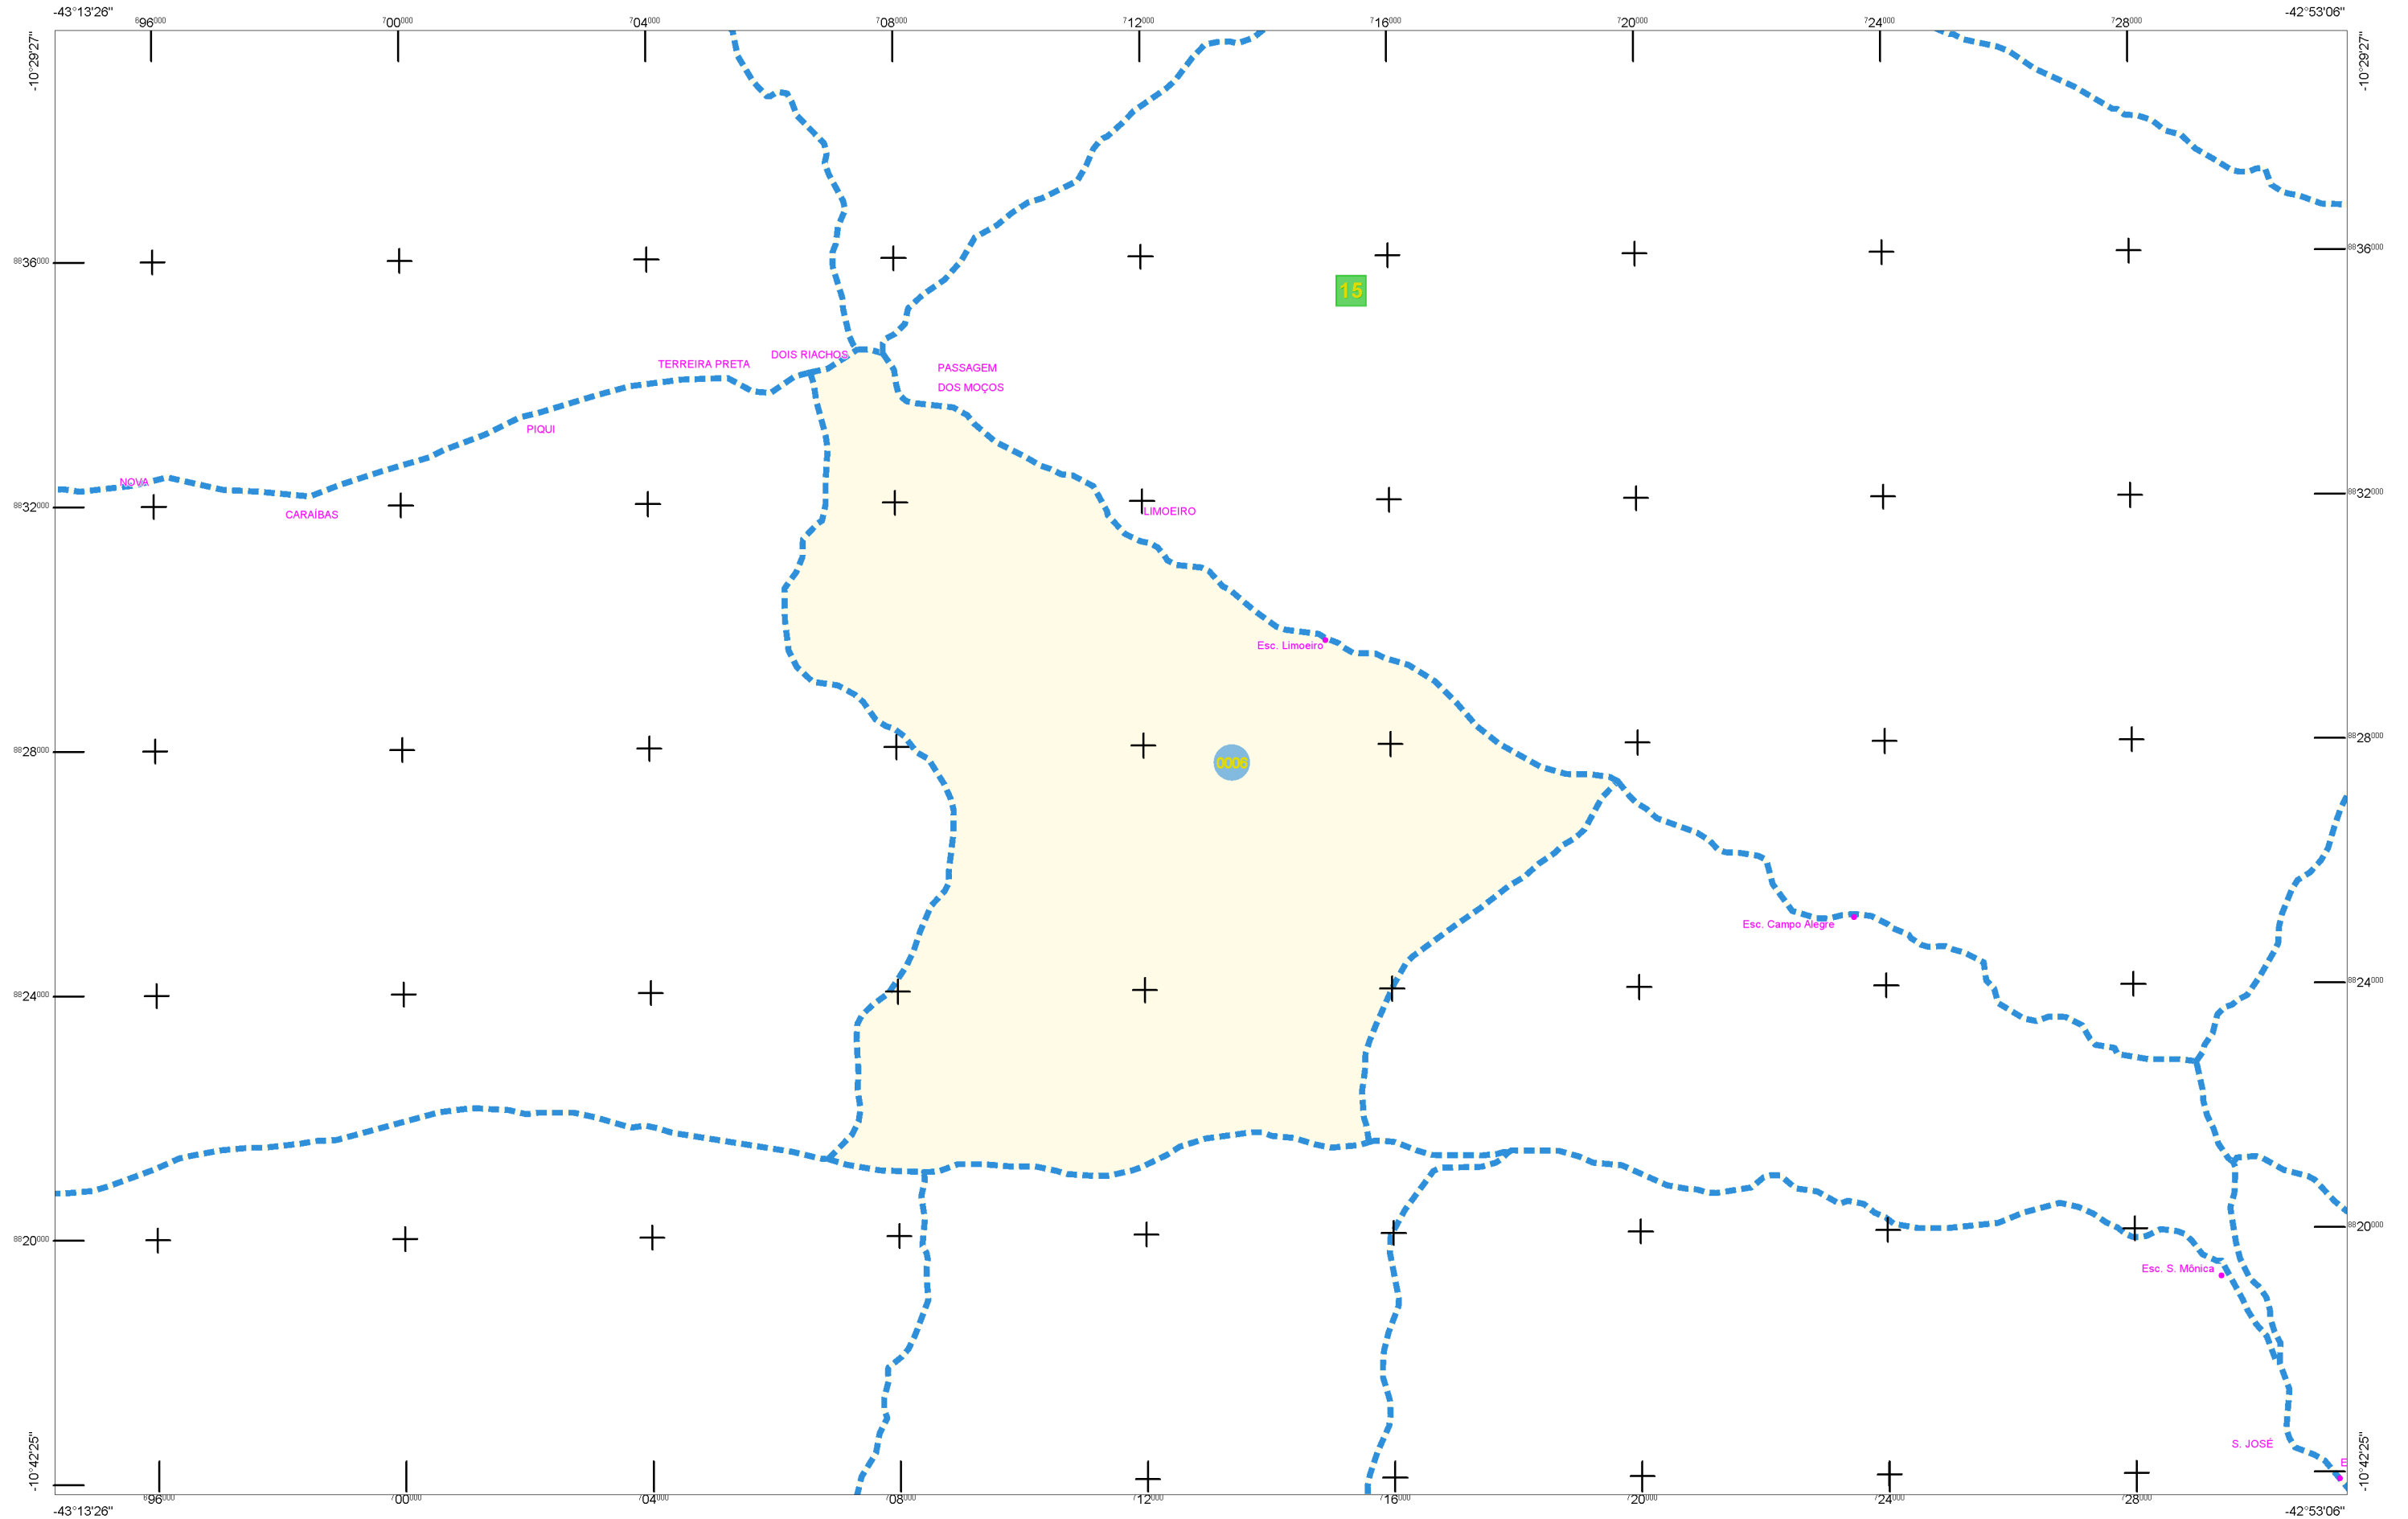 -43°13'26" -42°53'06"
696000 700000 704000 708000 712000 716000 720000 724000 728000
-10°29'27" -10°29'27"
8836000 8836000
15
DOIS RIACHOS
TERREIRA PRETA
PASSAGEM
DOS MOÇOS
PIQUI
NOVA
8832000 8832000
CARAÍBAS
LIMOEIRO
Esc. Limoeiro
8828000 8828000
0006
Esc. Campo Alegre
8824000 8824000
8820000 8820000
Esc. S. Mônica
S. JOSÉ
E
-10°42'25" -10°42'25"
696000 700000 704000 708000 712000 716000 720000 724000 728000
-43°13'26" -42°53'06"